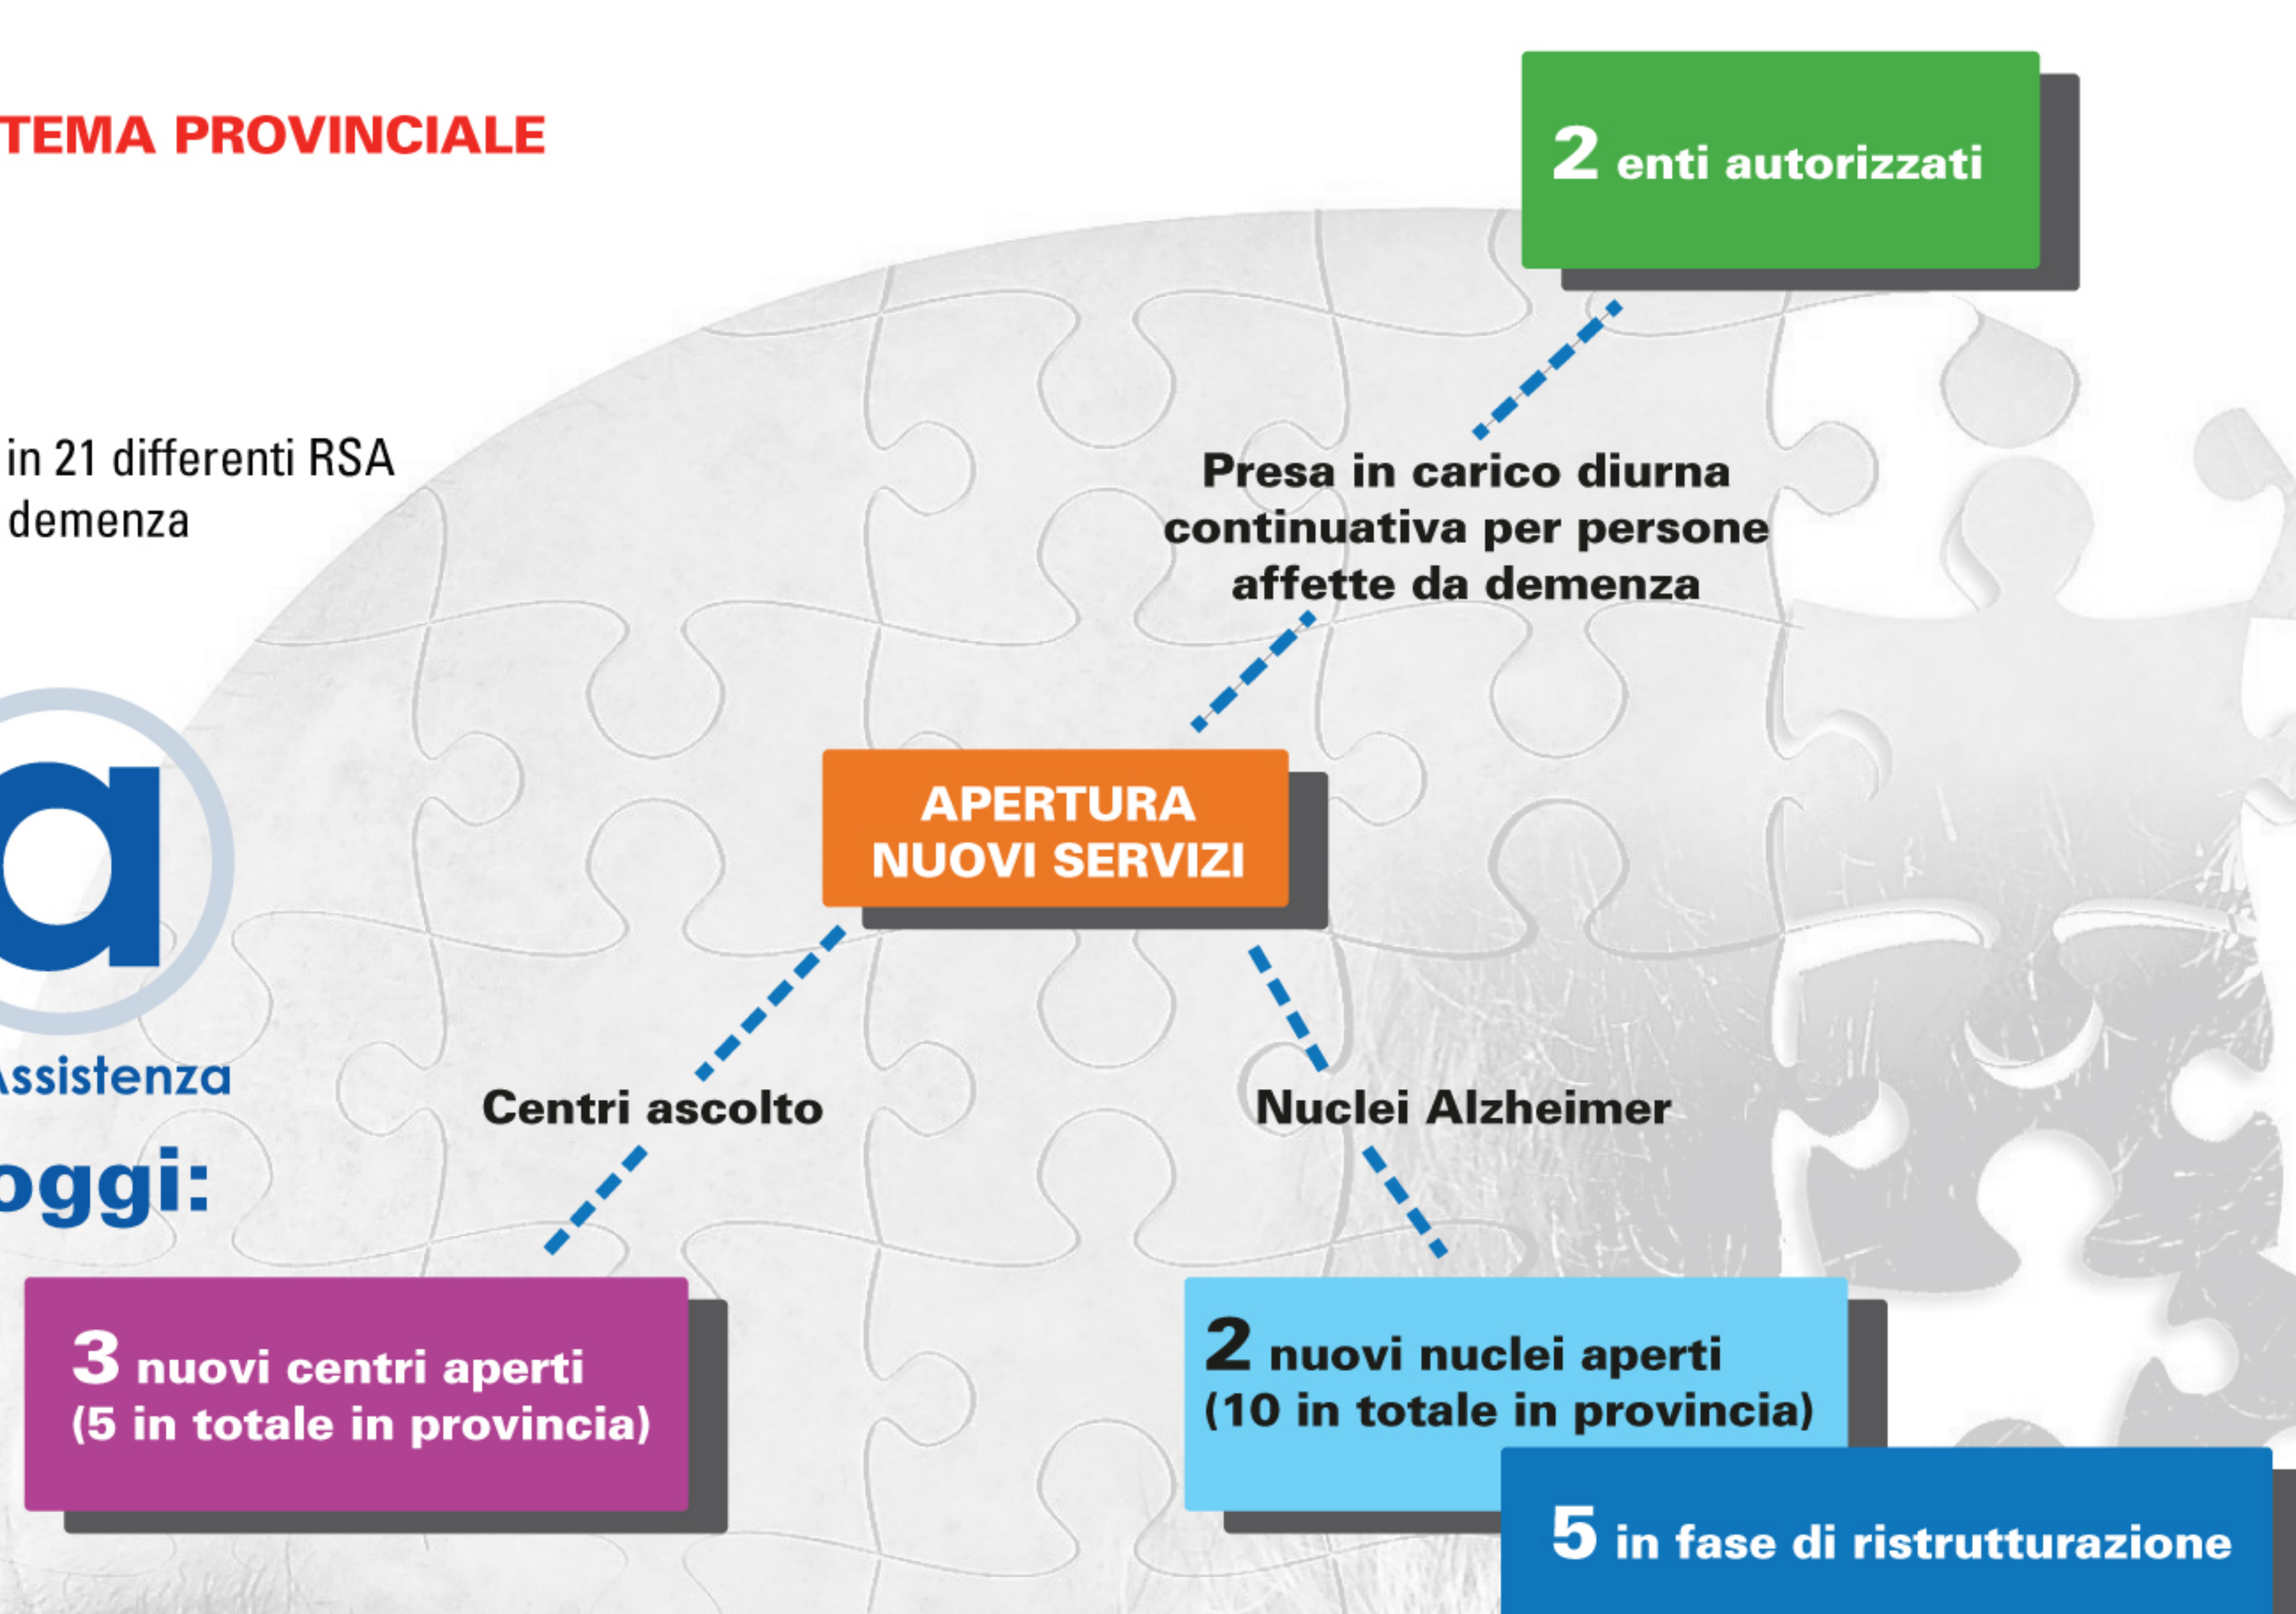 TEMA PROVINCIALE
2 enti autorizzati
in 21 differenti RSA
demenza
Presa in carico diurna
continuativa per persone
affette da demenza
a
APERTURA
NUOVI SERVIZI
Assistenza
oggi:
Centri ascolto
Nuclei Alzheimer
3 nuovi centri aperti
(5 in totale in provincia)
2 nuovi nuclei aperti
(10 in totale in provincia)
5 in fase di ristrutturazione